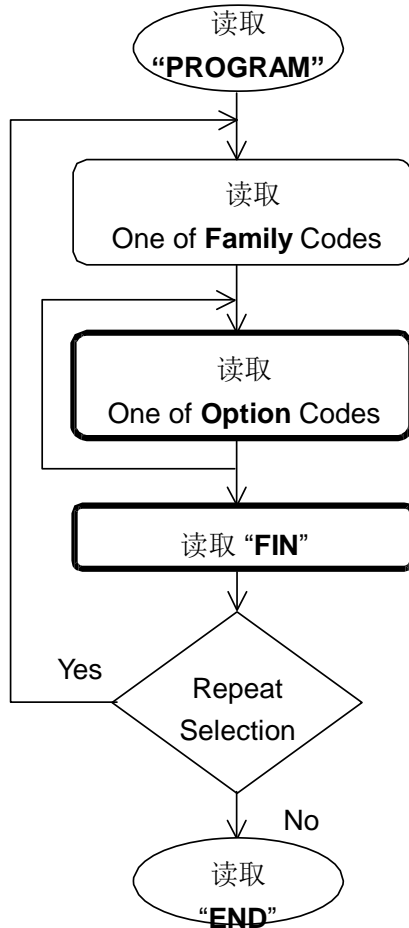 读取
“PROGRAM”
读取
One of Family Codes
读取
One of Option Codes
读取 “FIN”
Yes
Repeat
Selection
No
读取
“END”